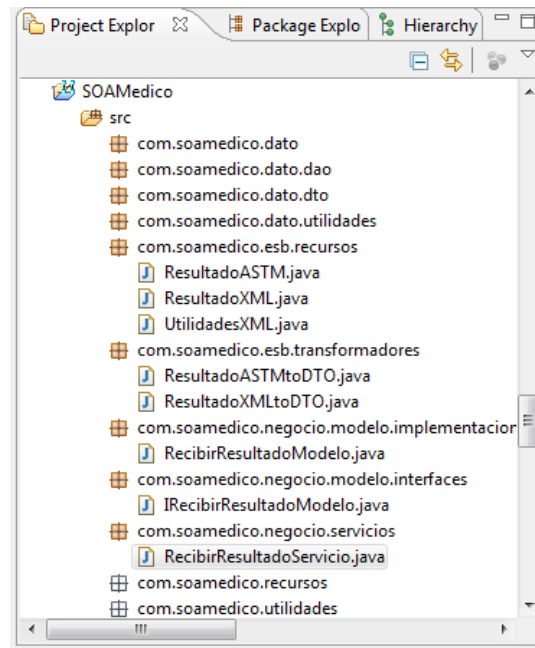 Project Explor Package Explo Hierarchy
SOAMedico
src
com.soamedico.dato
com.soamedico.dato.dao
com.soamedico.dato.dto
com.soamedico.dato.utilidades
com.soamedico.esb.recursos
ResultadoASTM.java
ResultadoXML.java
UtilidadesXML.java
com.soamedico.esb.transformadores
ResultadoASTMtoDTO.java
ResultadoXMLtoDTO.java
com.soamedico.negocio.modelo.implementacion
RecibirResultadoModelo.java
com.soamedico.negocio.modelo.interfaces
IRecibirResultadoModelo.java
com.soamedico.negocio.servicios
RecibirResultadoServicio.java
com.soamedico.recursos
com.soamedico.utilidades